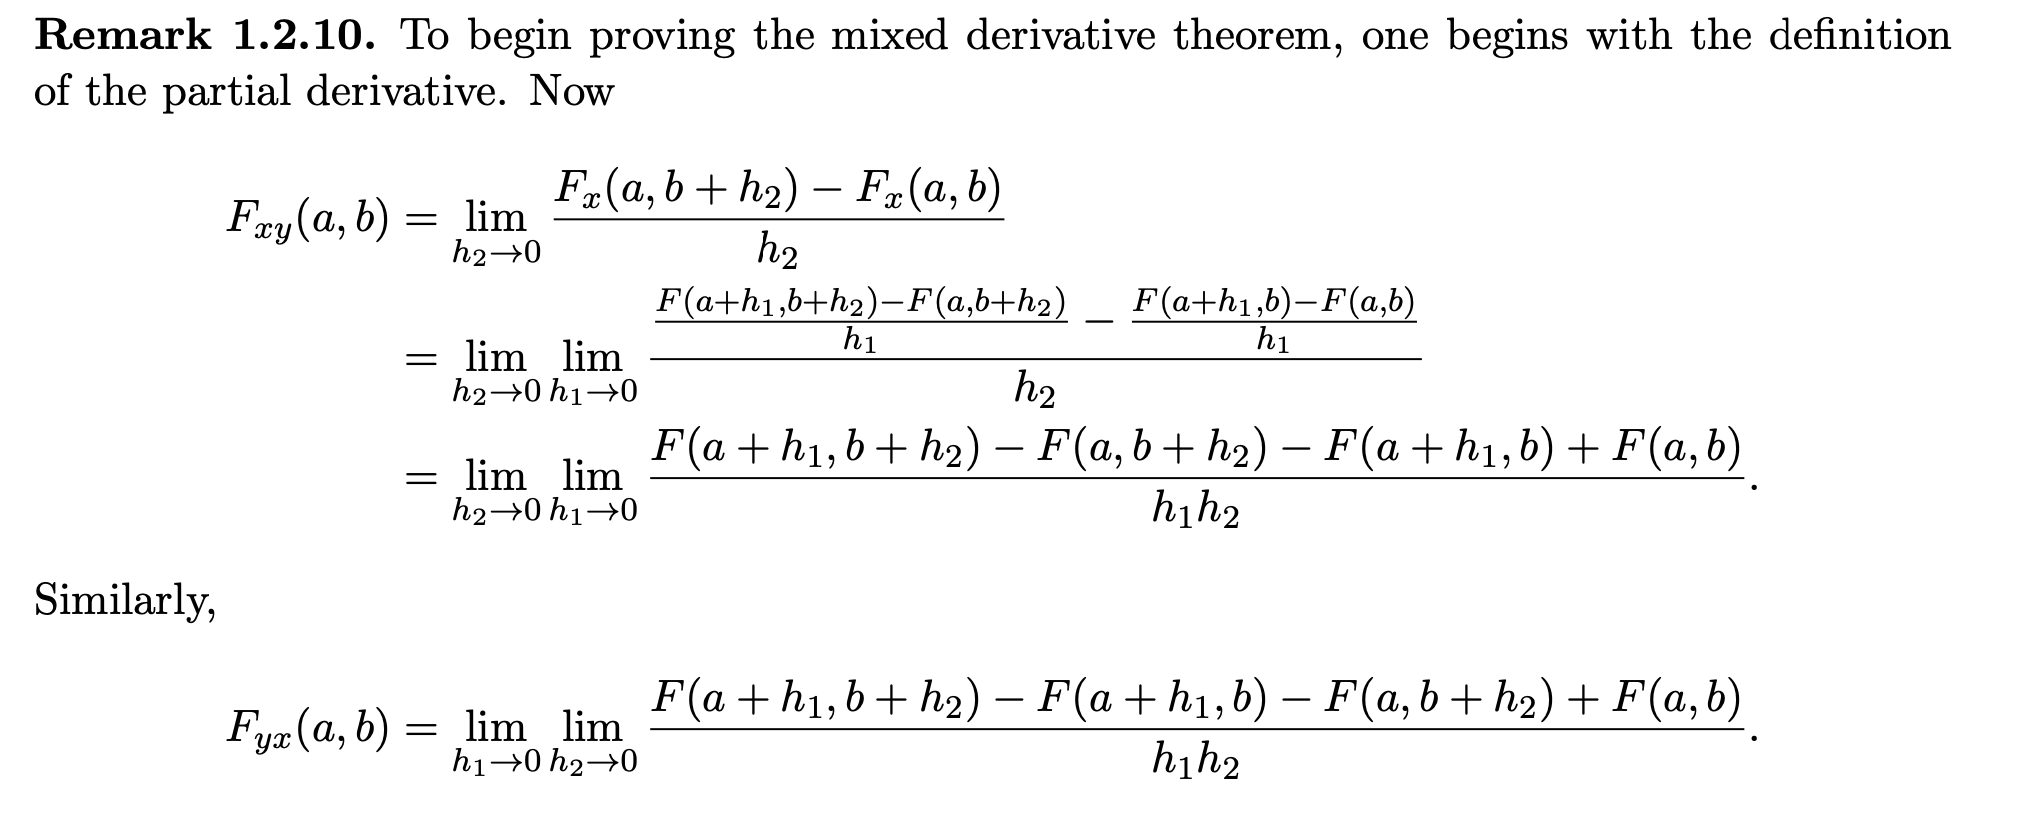 Remark 1.2.10. To begin proving the mixed derivative theorem, one begins with the definition
of the partial derivative. Now
$F_{xy}(a, b) = \lim_{h_2 \to 0} \frac{F_x(a, b + h_2) - F_x(a, b)}{h_2}$
$= \lim_{h_2 \to 0} \lim_{h_1 \to 0} \frac{\frac{F(a+h_1,b+h_2)-F(a,b+h_2)}{h_1} - \frac{F(a+h_1,b)-F(a,b)}{h_1}}{h_2}$
$= \lim_{h_2 \to 0} \lim_{h_1 \to 0} \frac{F(a + h_1, b + h_2) - F(a, b + h_2) - F(a + h_1, b) + F(a, b)}{h_1 h_2}.$
Similarly,
$F_{yx}(a, b) = \lim_{h_1 \to 0} \lim_{h_2 \to 0} \frac{F(a + h_1, b + h_2) - F(a + h_1, b) - F(a, b + h_2) + F(a, b)}{h_1 h_2}.$